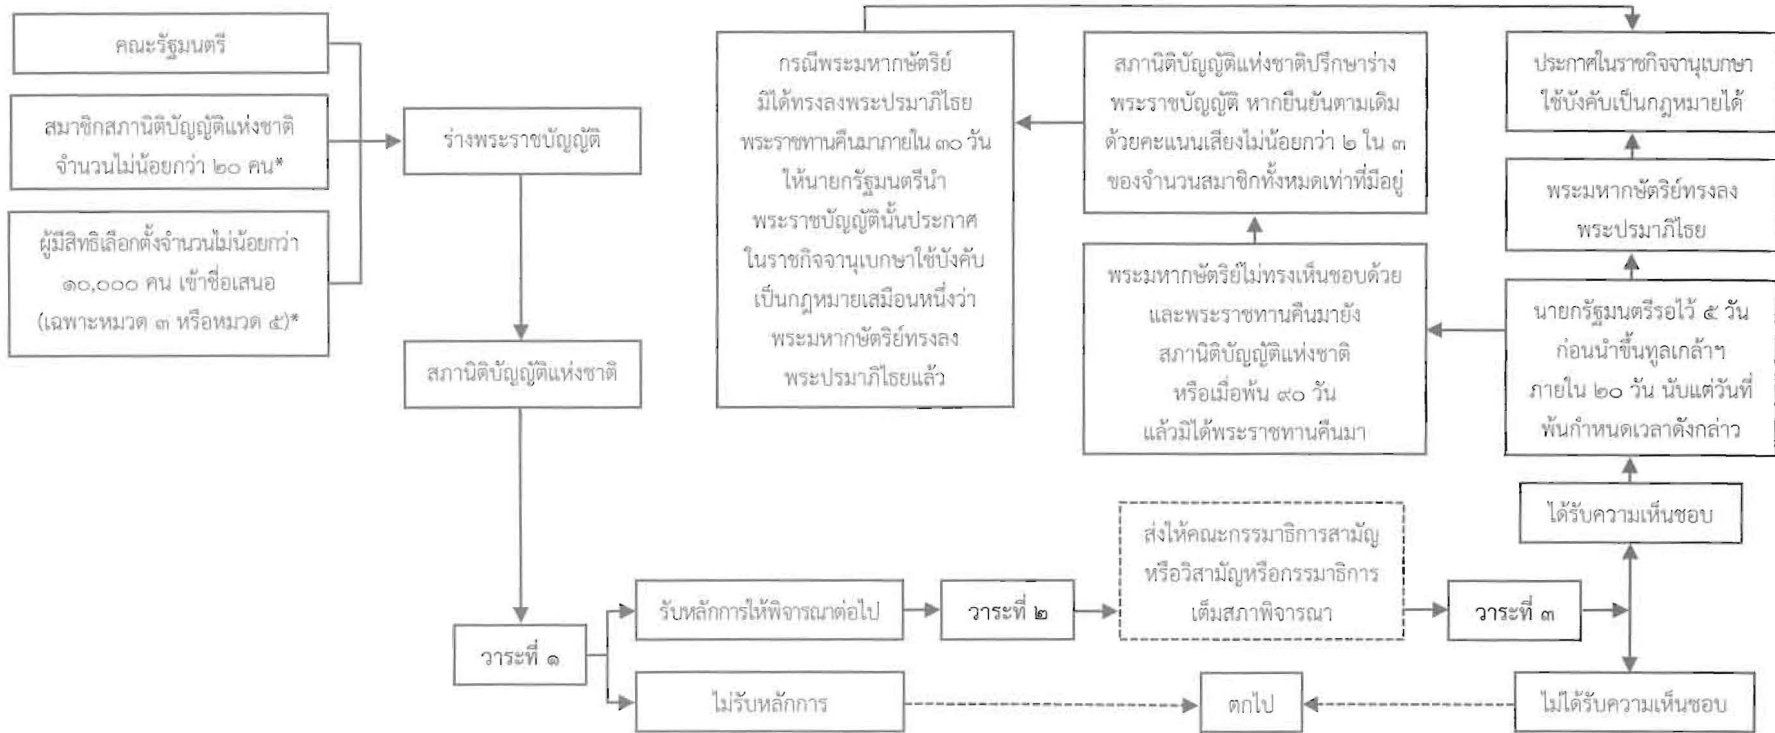 คณะรัฐมนตรี
สมาชิกสภานิติบัญญัติแห่งชาติ
จำนวนไม่น้อยกว่า ๒๐ คน*
ผู้มีสิทธิเลือกตั้งจำนวนไม่น้อยกว่า
๑๐,๐๐๐ คน เข้าชื่อเสนอ
(เฉพาะหมวด ๓ หรือหมวด ๕)*
ร่างพระราชบัญญัติ
สภานิติบัญญัติแห่งชาติ
วาระที่ ๑
รับหลักการให้พิจารณาต่อไป
ไม่รับหลักการ
วาระที่ ๒
ส่งให้คณะกรรมาธิการสามัญ
หรือวิสามัญหรือกรรมาธิการ
เต็มสภาพิจารณา
วาระที่ ๓
ตกไป
ไม่ได้รับความเห็นชอบ
ได้รับความเห็นชอบ
นายกรัฐมนตรีรอไว้ ๕ วัน
ก่อนนำขึ้นทูลเกล้าฯ
ภายใน ๒๐ วัน นับแต่วันที่
พ้นกำหนดเวลาดังกล่าว
พระมหากษัตริย์ทรงลง
พระปรมาภิไธย
ประกาศในราชกิจจานุเบกษา
ใช้บังคับเป็นกฎหมายได้
พระมหากษัตริย์ไม่ทรงเห็นชอบด้วย
และพระราชทานคืนมายัง
สภานิติบัญญัติแห่งชาติ
หรือเมื่อพ้น ๙๐ วัน
แล้วมิได้พระราชทานคืนมา
สภานิติบัญญัติแห่งชาติปรึกษาร่าง
พระราชบัญญัติ หากยืนยันตามเดิม
ด้วยคะแนนเสียงไม่น้อยกว่า ๒ ใน ๓
ของจำนวนสมาชิกทั้งหมดเท่าที่มีอยู่
กรณีพระมหากษัตริย์
มิได้ทรงลงพระปรมาภิไธย
พระราชทานคืนมาภายใน ๓๐ วัน
ให้นายกรัฐมนตรีนำ
พระราชบัญญัตินั้นประกาศ
ในราชกิจจานุเบกษาใช้บังคับ
เป็นกฎหมายเสมือนหนึ่งว่า
พระมหากษัตริย์ทรงลง
พระปรมาภิไธยแล้ว